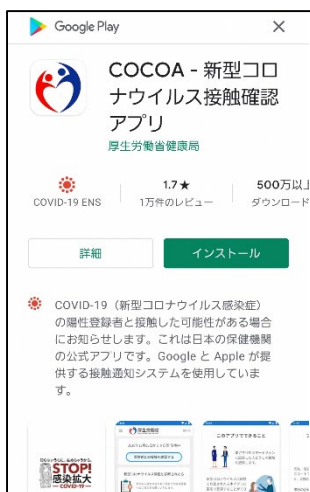 Google Play
COCOA - 新型コロ
ナウイルス接触確認
アプリ
厚生労働省健康局
COVID-19 ENS
1.7★
1万件のレビュー
500万以上
ダウンロード
詳細
インストール
COVID-19（新型コロナウイルス感染症）
の陽性登録者と接触した可能性がある場合
にお知らせします。これは日本の保健機関
の公式アプリです。Google と Apple が提
供する接触通知システムを使用していま
す。
STOP!
感染拡大
COVID-19
このアプリでできること